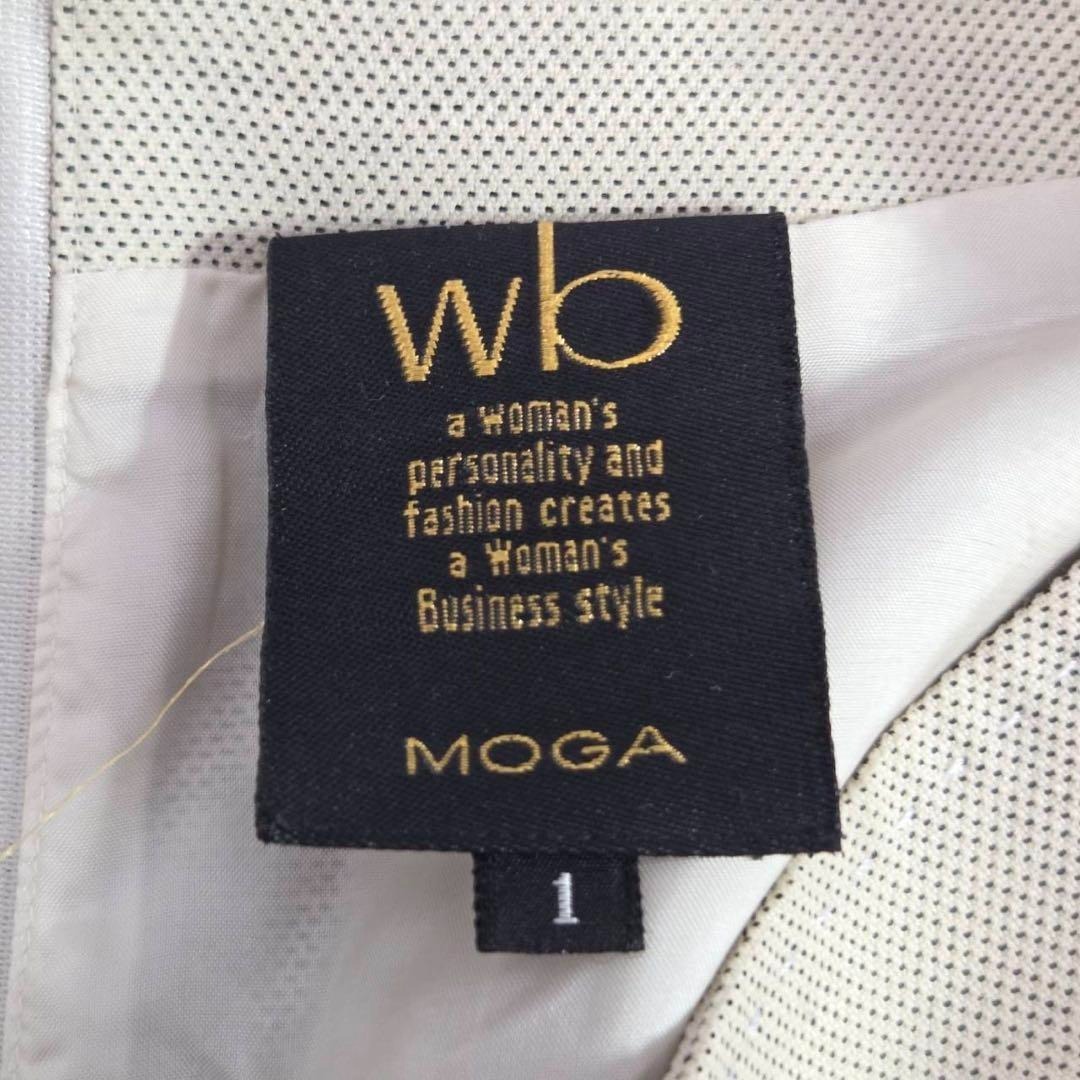 wb
a Woman's
personality and
fashion creates
a Woman's
Business style
MOGA
1